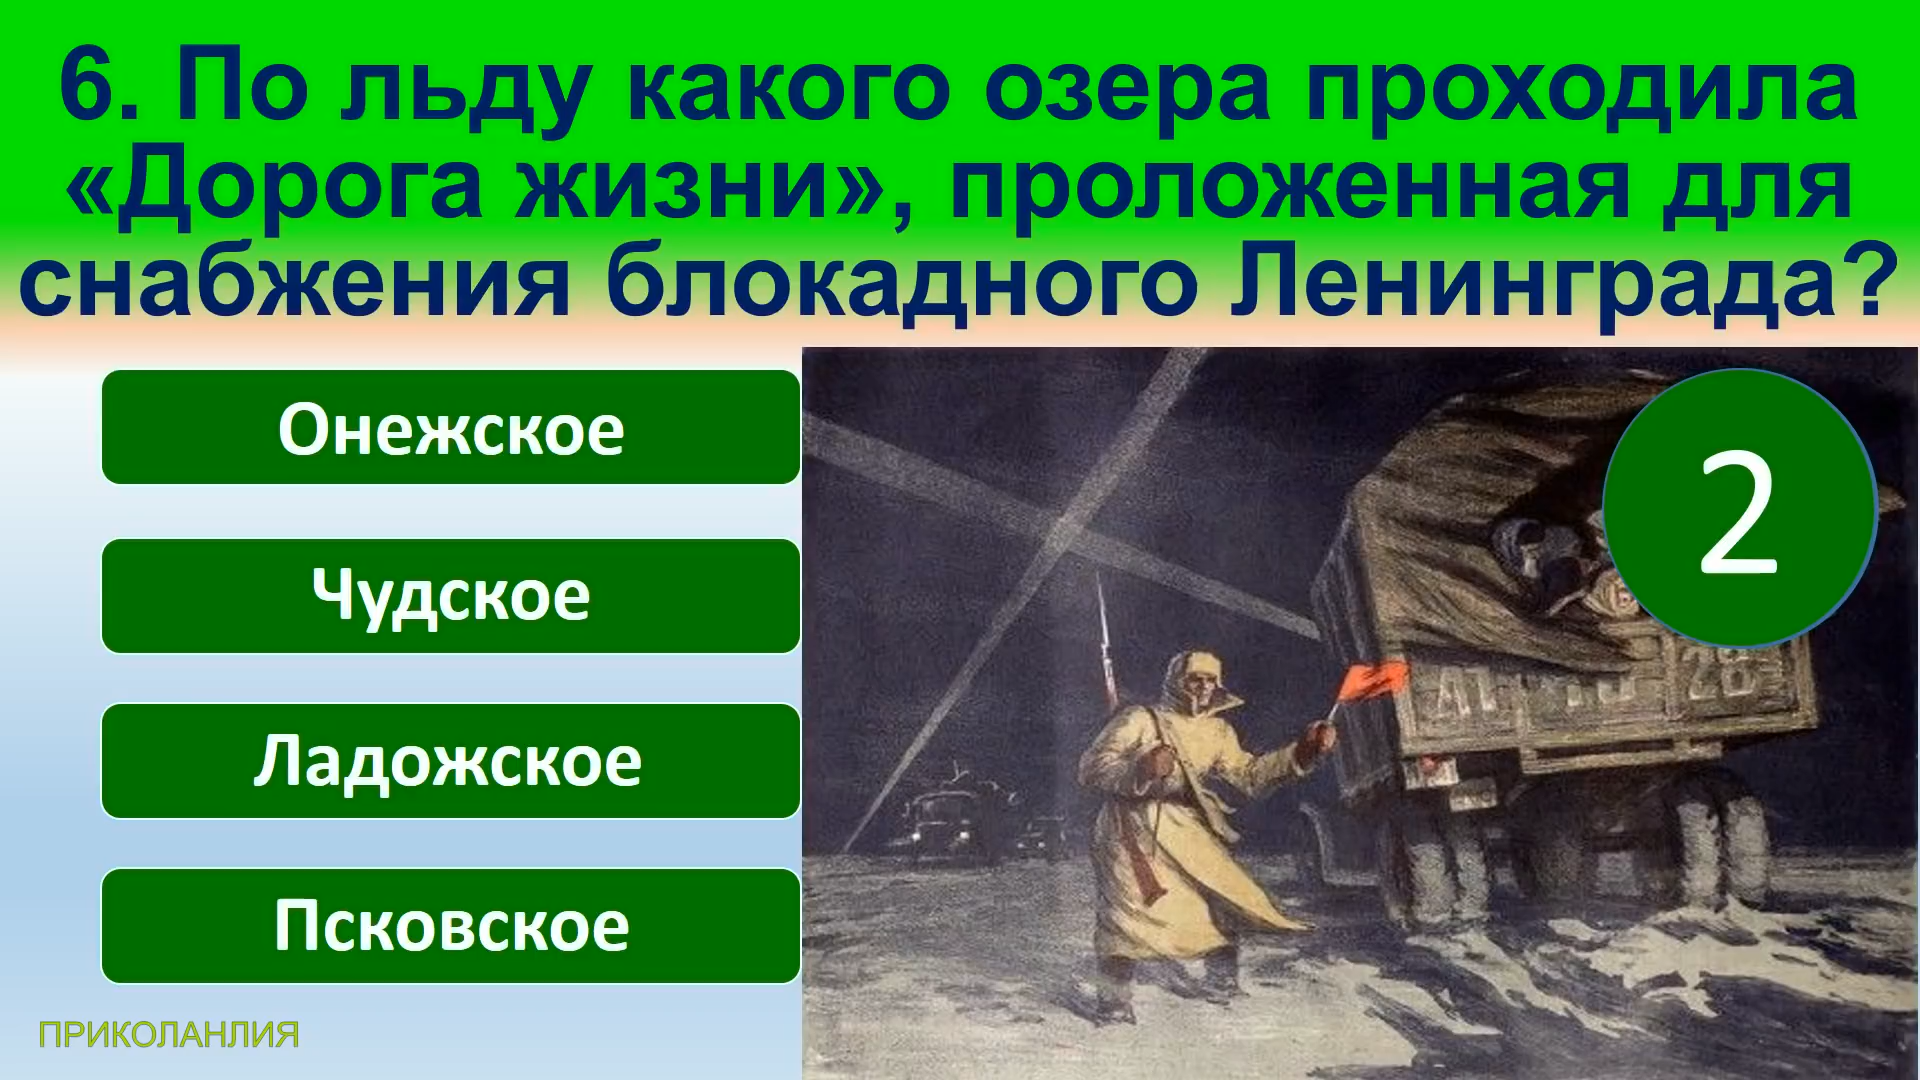 6. По льду какого озера проходила
«Дорога жизни», проложенная для
снабжения блокадного Ленинграда?
Онежское
2
Чудское
Ладожское
28
Псковское
ПРИКОЛАНЛИЯ